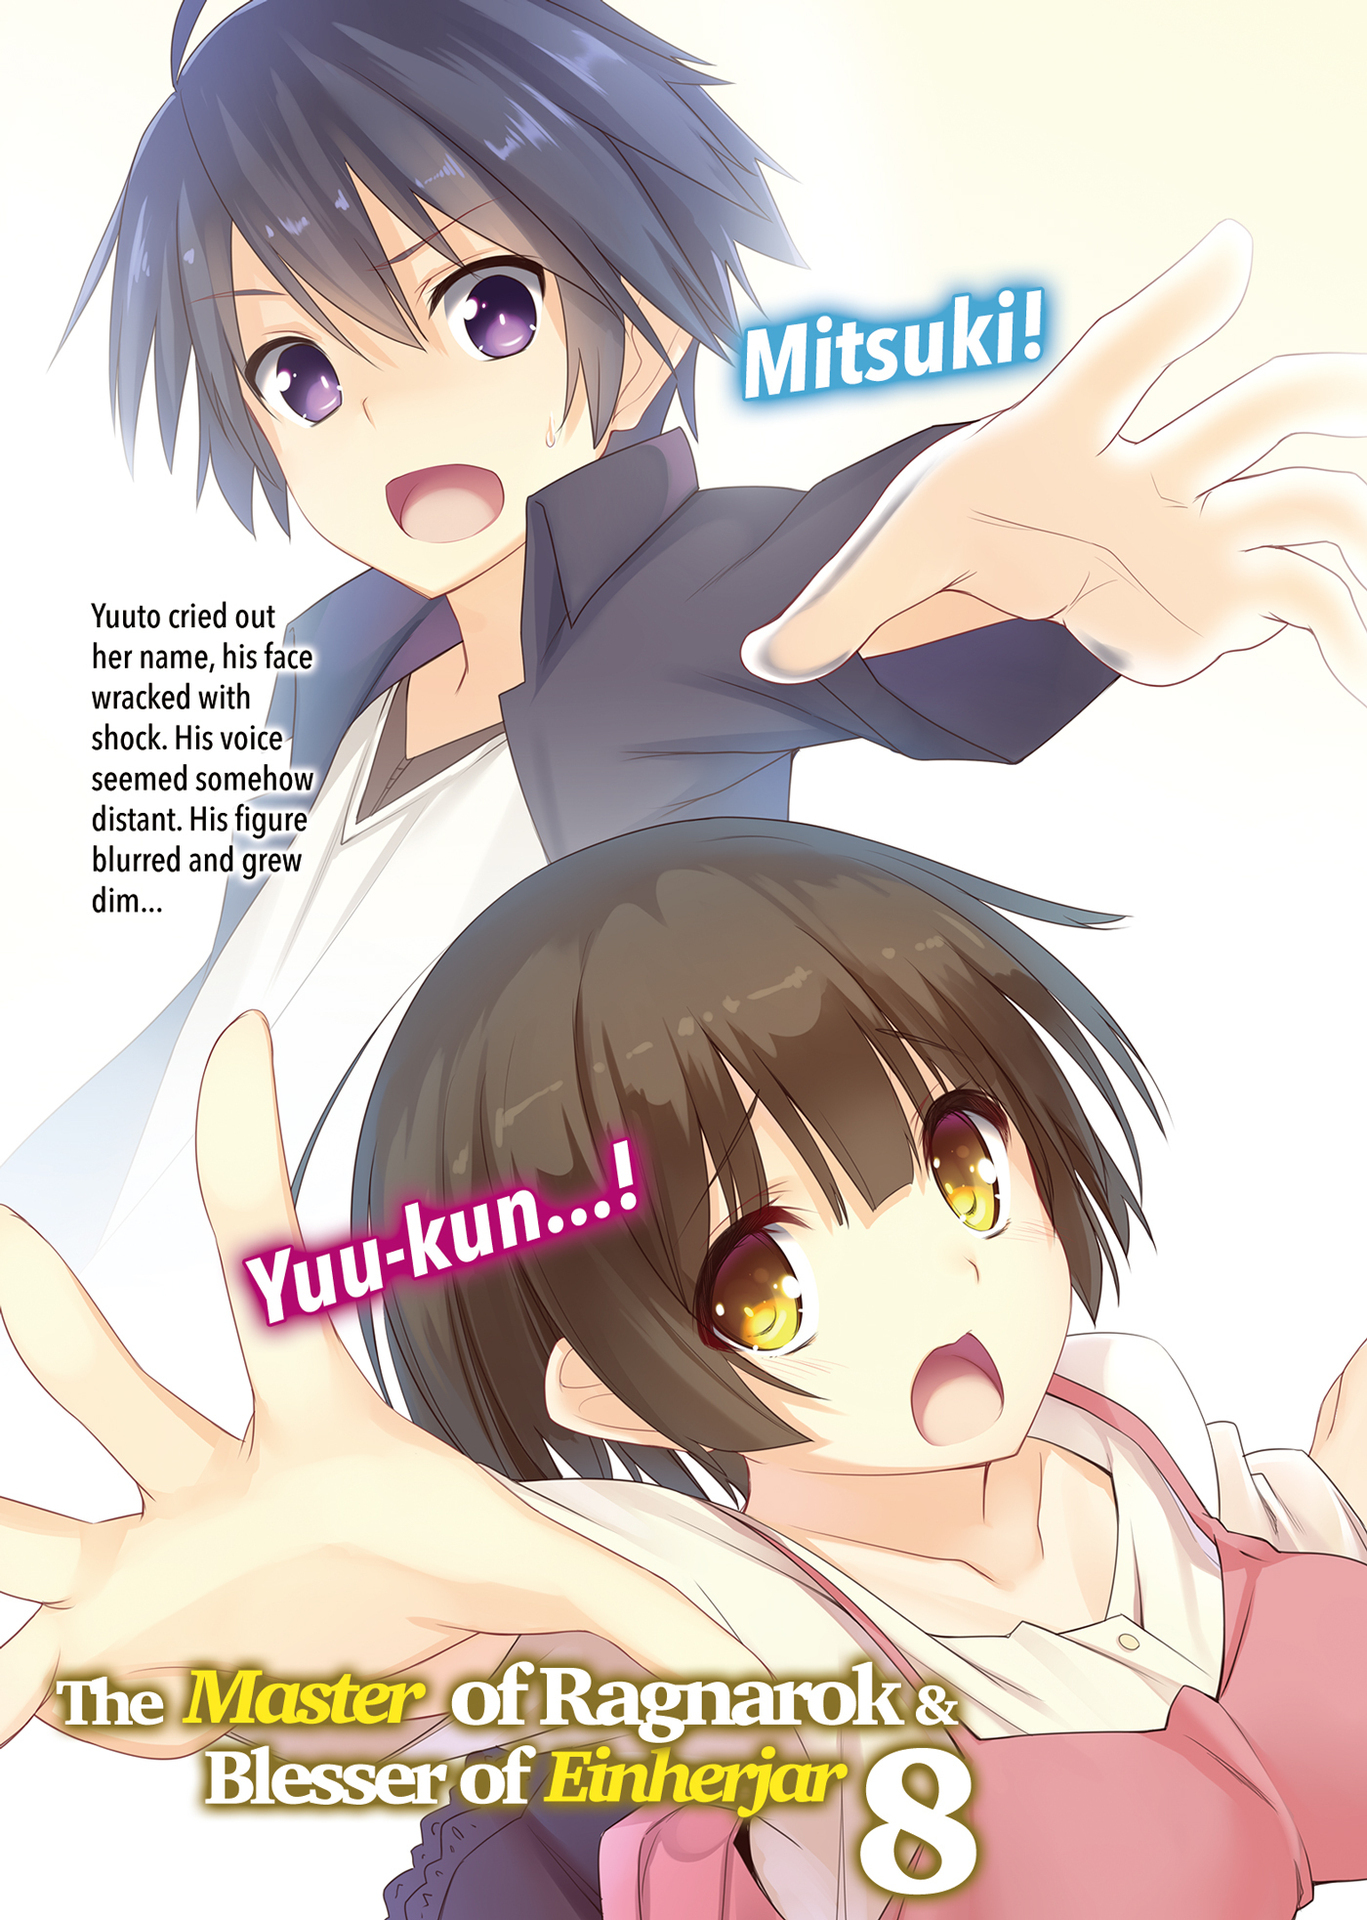 Mitsuki!
Yuuto cried out
her name, his face
wracked with
shock. His voice
seemed somehow
distant. His figure
blurred and grew
dim...
Yuu-kun...!
The Master of Ragnarok &
Blesser of Einherjar 8